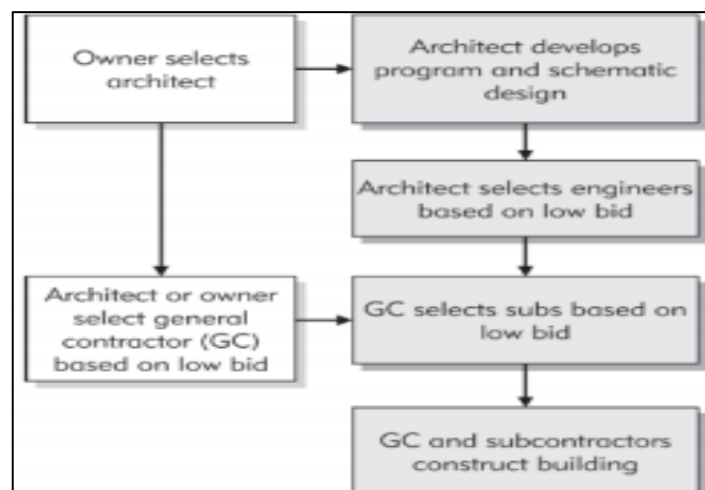 Owner selects
architect
Architect develops
program and schematic
design
Architect selects engineers
based on low bid
Architect or owner
select general
contractor (GC)
based on low bid
GC selects subs based on
low bid
GC and subcontractors
construct building